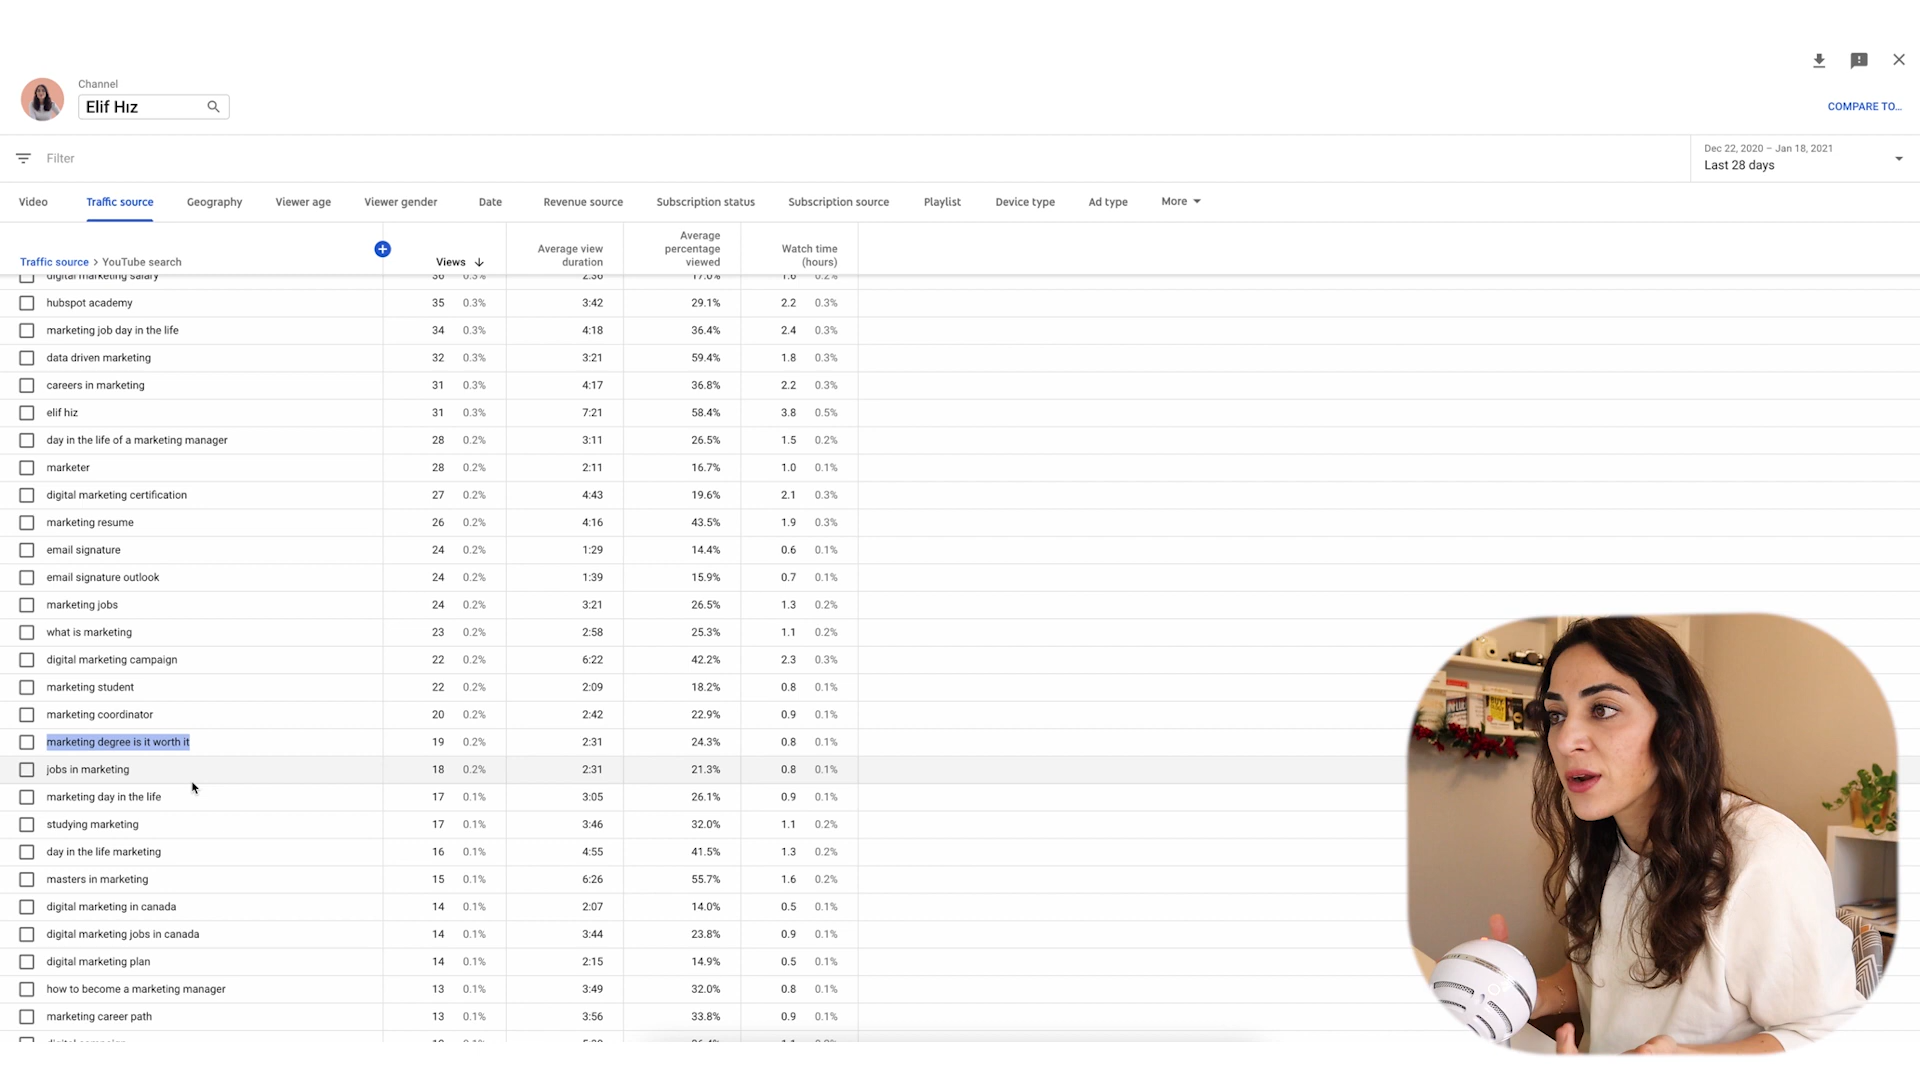 Channel
Elif Hız
COMPARE TO...
Filter
Dec 22, 2020 – Jan 18, 2021
Last 28 days
Video Traffic source Geography Viewer age Viewer gender Date Revenue source Subscription status Subscription source Playlist Device type Ad type More
Traffic source > YouTube search Views Average view duration Average percentage viewed Watch time (hours)
digital marketing salary 36 0.3% 2:36 17.0% 1.6 0.2%
hubspot academy 35 0.3% 3:42 29.1% 2.2 0.3%
marketing job day in the life 34 0.3% 4:18 36.4% 2.4 0.3%
data driven marketing 32 0.3% 3:21 59.4% 1.8 0.3%
careers in marketing 31 0.3% 4:17 36.8% 2.2 0.3%
elif hiz 31 0.3% 7:21 58.4% 3.8 0.5%
day in the life of a marketing manager 28 0.2% 3:11 26.5% 1.5 0.2%
marketer 28 0.2% 2:11 16.7% 1.0 0.1%
digital marketing certification 27 0.2% 4:43 19.6% 2.1 0.3%
marketing resume 26 0.2% 4:16 43.5% 1.9 0.3%
email signature 24 0.2% 1:29 14.4% 0.6 0.1%
email signature outlook 24 0.2% 1:39 15.9% 0.7 0.1%
marketing jobs 24 0.2% 3:21 26.5% 1.3 0.2%
what is marketing 23 0.2% 2:58 25.3% 1.1 0.2%
digital marketing campaign 22 0.2% 6:22 42.2% 2.3 0.3%
marketing student 22 0.2% 2:09 18.2% 0.8 0.1%
marketing coordinator 20 0.2% 2:42 22.9% 0.9 0.1%
marketing degree is it worth it 19 0.2% 2:31 24.3% 0.8 0.1%
jobs in marketing 18 0.2% 2:31 21.3% 0.8 0.1%
marketing day in the life 17 0.1% 3:05 26.1% 0.9 0.1%
studying marketing 17 0.1% 3:46 32.0% 1.1 0.2%
day in the life marketing 16 0.1% 4:55 41.5% 1.3 0.2%
masters in marketing 15 0.1% 6:26 55.7% 1.6 0.2%
digital marketing in canada 14 0.1% 2:07 14.0% 0.5 0.1%
digital marketing jobs in canada 14 0.1% 3:44 23.8% 0.9 0.1%
digital marketing plan 14 0.1% 2:15 14.9% 0.5 0.1%
how to become a marketing manager 13 0.1% 3:49 32.0% 0.8 0.1%
marketing career path 13 0.1% 3:56 33.8% 0.9 0.1%